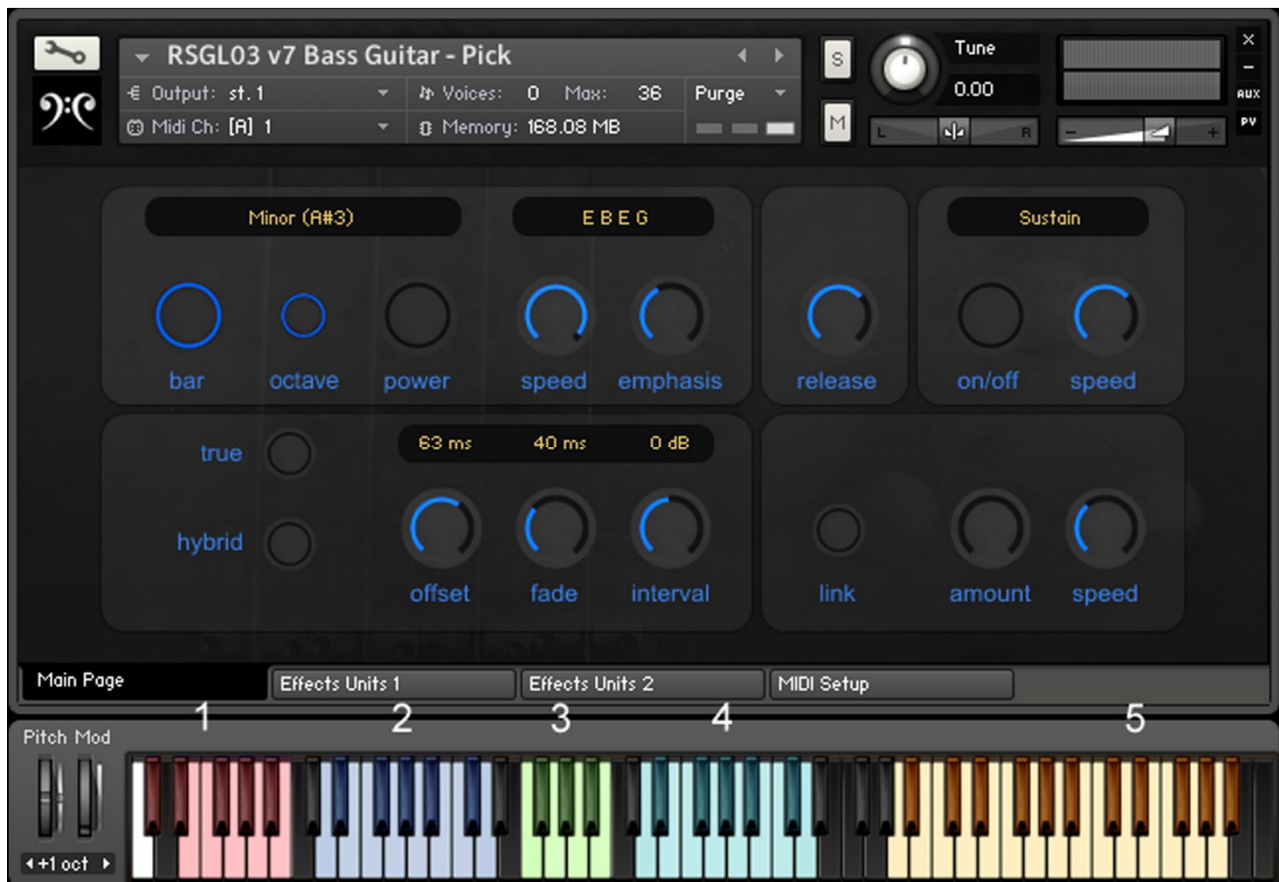 RSGL03 v7 Bass Guitar - Pick
Output: st. 1
Voices: 0 Max: 36
Purge
Midi Ch: [A] 1
Memory: 168.08 MB
S
M
Tune
0.00
L R
- +
×
-
AUX
PV
Minor (A#3)
E B E G
Sustain
bar octave power speed emphasis release on/off speed
true
63 ms 40 ms 0 dB
hybrid
offset fade interval link amount speed
Main Page Effects Units 1 Effects Units 2 MIDI Setup
1 2 3 4 5
Pitch Mod
+1 oct